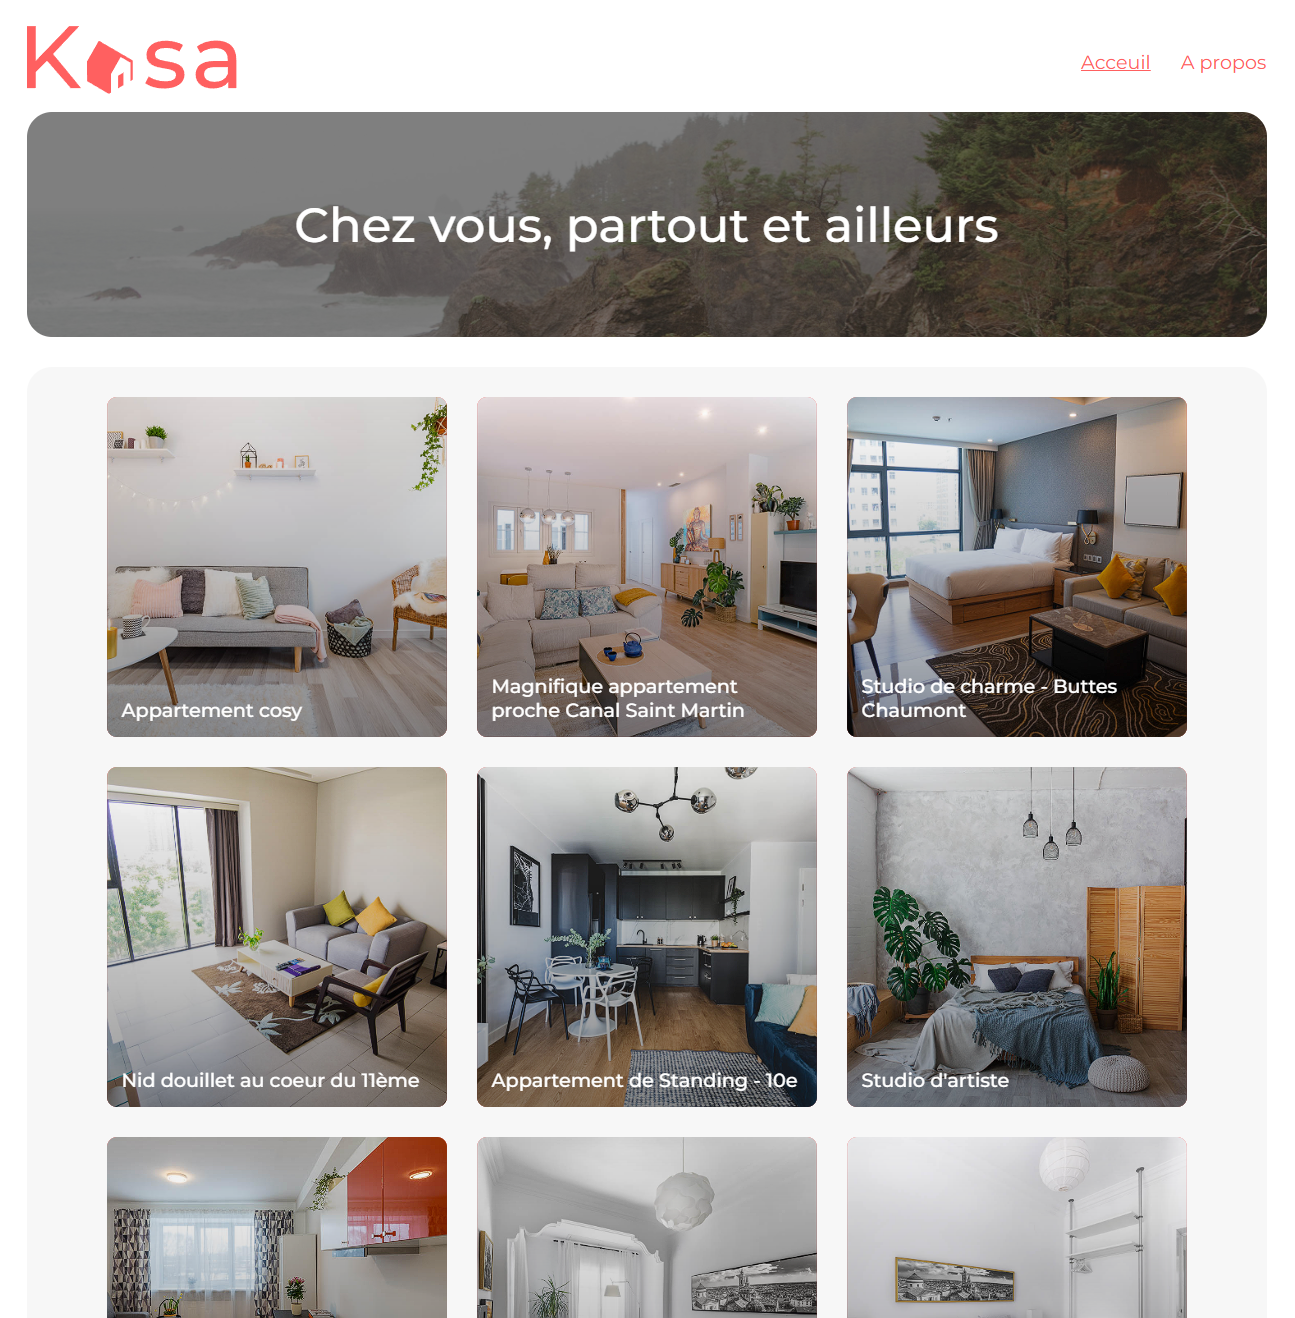 Kasa
Acceuil
A propos
Chez vous, partout et ailleurs
Appartement cosy
Magnifique appartement
proche Canal Saint Martin
Studio de charme - Buttes
Chaumont
Nid douillet au coeur du 11ème
Appartement de Standing - 10e
Studio d'artiste